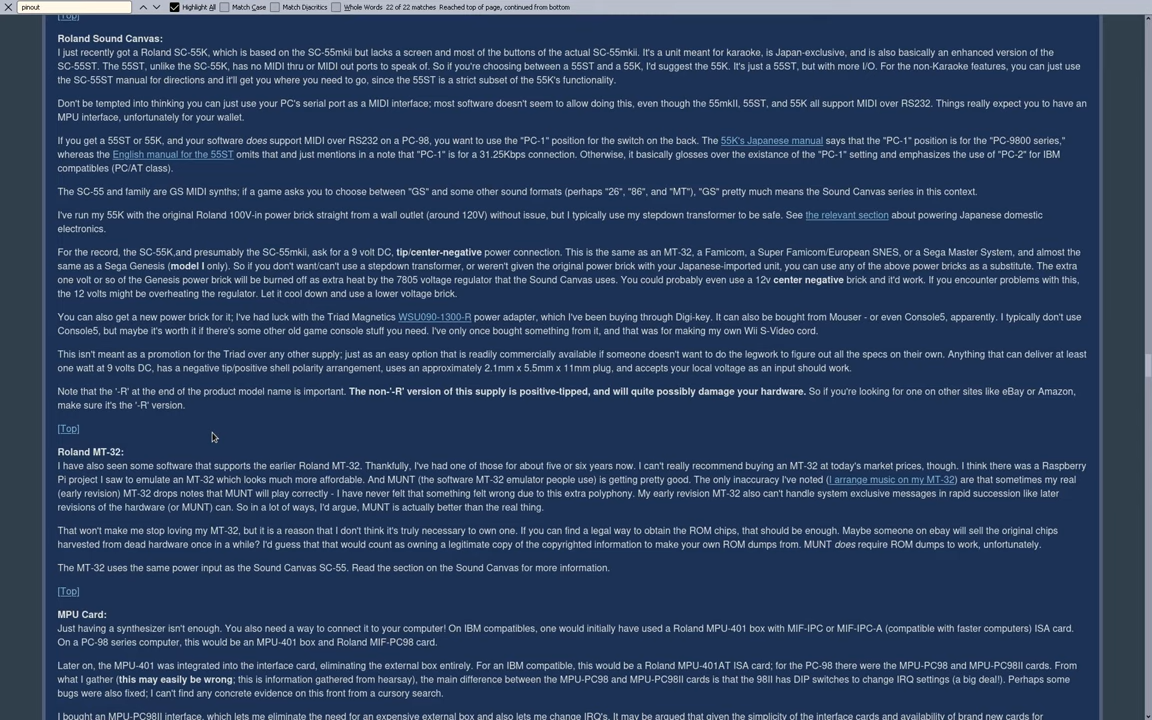 pinout Highlight All Match Case Match Diacritics Whole Words 22 of 22 matches Reached top of page, continued from bottom
[Top]
Roland Sound Canvas:
I just recently got a Roland SC-55K, which is based on the SC-55mkii but lacks a screen and most of the buttons of the actual SC-55mkii. It's a unit meant for karaoke, is Japan-exclusive, and is also basically an enhanced version of the
SC-55ST. The 55ST, unlike the SC-55K, has no MIDI thru or MIDI out ports to speak of. So if you're choosing between a 55ST and a 55K, I'd suggest the 55K. It's just a 55ST, but with more I/O. For the non-Karaoke features, you can just use
the SC-55ST manual for directions and it'll get you where you need to go, since the 55ST is a strict subset of the 55K's functionality.
Don't be tempted into thinking you can just use your PC's serial port as a MIDI interface; most software doesn't seem to allow doing this, even though the 55mkII, 55ST, and 55K all support MIDI over RS232. Things really expect you to have an
MPU interface, unfortunately for your wallet.
If you get a 55ST or 55K, and your software does support MIDI over RS232 on a PC-98, you want to use the "PC-1" position for the switch on the back. The 55K's Japanese manual says that the "PC-1" position is for the "PC-9800 series,"
whereas the English manual for the 55ST omits that and just mentions in a note that "PC-1" is for a 31.25Kbps connection. Otherwise, it basically glosses over the existance of the "PC-1" setting and emphasizes the use of "PC-2" for IBM
compatibles (PC/AT class).
The SC-55 and family are GS MIDI synths; if a game asks you to choose between "GS" and some other sound formats (perhaps "26", "86", and "MT"), "GS" pretty much means the Sound Canvas series in this context.
I've run my 55K with the original Roland 100V-in power brick straight from a wall outlet (around 120V) without issue, but I typically use my stepdown transformer to be safe. See the relevant section about powering Japanese domestic
electronics.
For the record, the SC-55K,and presumably the SC-55mkii, ask for a 9 volt DC, tip/center-negative power connection. This is the same as an MT-32, a Famicom, a Super Famicom/European SNES, or a Sega Master System, and almost the
same as a Sega Genesis (model I only). So if you don't want/can't use a stepdown transformer, or weren't given the original power brick with your Japanese-imported unit, you can use any of the above power bricks as a substitute. The extra
one volt or so of the Genesis power brick will be burned off as extra heat by the 7805 voltage regulator that the Sound Canvas uses. You could probably even use a 12v center negative brick and it'd work. If you encounter problems with this,
the 12 volts might be overheating the regulator. Let it cool down and use a lower voltage brick.
You can also get a new power brick for it; I've had luck with the Triad Magnetics WSU090-1300-R power adapter, which I've been buying through Digi-key. It can also be bought from Mouser - or even Console5, apparently. I typically don't use
Console5, but maybe it's worth it if there's some other old game console stuff you need. I've only once bought something from it, and that was for making my own Wii S-Video cord.
This isn't meant as a promotion for the Triad over any other supply; just as an easy option that is readily commercially available if someone doesn't want to do the legwork to figure out all the specs on their own. Anything that can deliver at least
one watt at 9 volts DC, has a negative tip/positive shell polarity arrangement, uses an approximately 2.1mm x 5.5mm x 11mm plug, and accepts your local voltage as an input should work.
Note that the '-R' at the end of the product model name is important. The non-'-R' version of this supply is positive-tipped, and will quite possibly damage your hardware. So if you're looking for one on other sites like eBay or Amazon,
make sure it's the '-R' version.
[Top]
Roland MT-32:
I have also seen some software that supports the earlier Roland MT-32. Thankfully, I've had one of those for about five or six years now. I can't really recommend buying an MT-32 at today's market prices, though. I think there was a Raspberry
Pi project I saw to emulate an MT-32 which looks much more affordable. And MUNT (the software MT-32 emulator people use) is getting pretty good. The only inaccuracy I've noted (I arrange music on my MT-32) are that sometimes my real
(early revision) MT-32 drops notes that MUNT will play correctly - I have never felt that something felt wrong due to this extra polyphony. My early revision MT-32 also can't handle system exclusive messages in rapid succession like later
revisions of the hardware (or MUNT) can. So in a lot of ways, I'd argue, MUNT is actually better than the real thing.
That won't make me stop loving my MT-32, but it is a reason that I don't think it's truly necessary to own one. If you can find a legal way to obtain the ROM chips, that should be enough. Maybe someone on ebay will sell the original chips
harvested from dead hardware once in a while? I'd guess that that would count as owning a legitimate copy of the copyrighted information to make your own ROM dumps from. MUNT does require ROM dumps to work, unfortunately.
The MT-32 uses the same power input as the Sound Canvas SC-55. Read the section on the Sound Canvas for more information.
[Top]
MPU Card:
Just having a synthesizer isn't enough. You also need a way to connect it to your computer! On IBM compatibles, one would initially have used a Roland MPU-401 box with MIF-IPC or MIF-IPC-A (compatible with faster computers) ISA card.
On a PC-98 series computer, this would be an MPU-401 box and Roland MIF-PC98 card.
Later on, the MPU-401 was integrated into the interface card, eliminating the external box entirely. For an IBM compatible, this would be a Roland MPU-401AT ISA card; for the PC-98 there were the MPU-PC98 and MPU-PC98II cards. From
what I gather (this may easily be wrong; this is information gathered from hearsay), the main difference between the MPU-PC98 and MPU-PC98II cards is that the 98II has DIP switches to change IRQ settings (a big deal!). Perhaps some
bugs were also fixed; I can't find any concrete evidence on this front from a cursory search.
I bought an MPU-PC98II interface, which lets me eliminate the need for an expensive external box and also lets me change IRQ's. It may be argued that given the simplicity of the interface cards and availability of brand new cards for